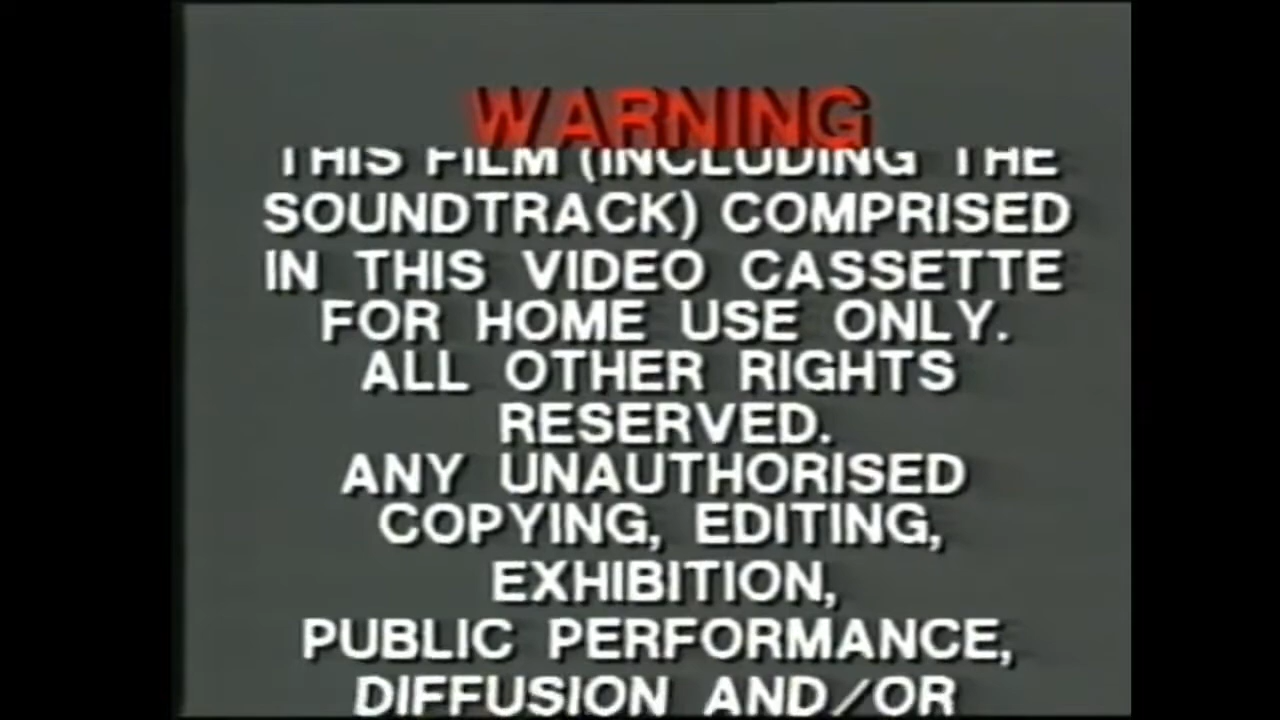 WARNING
THIS FILM (INCLUDING THE
SOUNDTRACK) COMPRISED
IN THIS VIDEO CASSETTE
FOR HOME USE ONLY.
ALL OTHER RIGHTS
RESERVED.
ANY UNAUTHORISED
COPYING, EDITING,
EXHIBITION,
PUBLIC PERFORMANCE,
DIFFUSION AND/OR